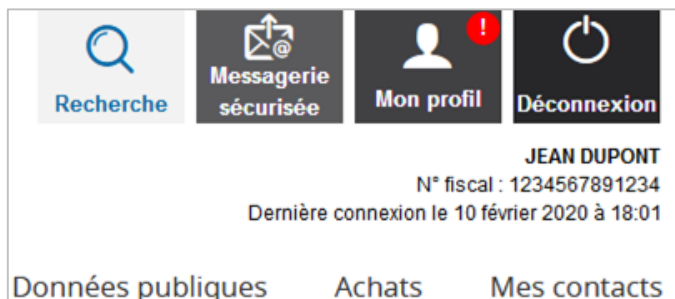 Recherche
Messagerie
sécurisée
@
Mon profil
!
Déconnexion
JEAN DUPONT
N° fiscal : 1234567891234
Dernière connexion le 10 février 2020 à 18:01
Données publiques Achats Mes contacts